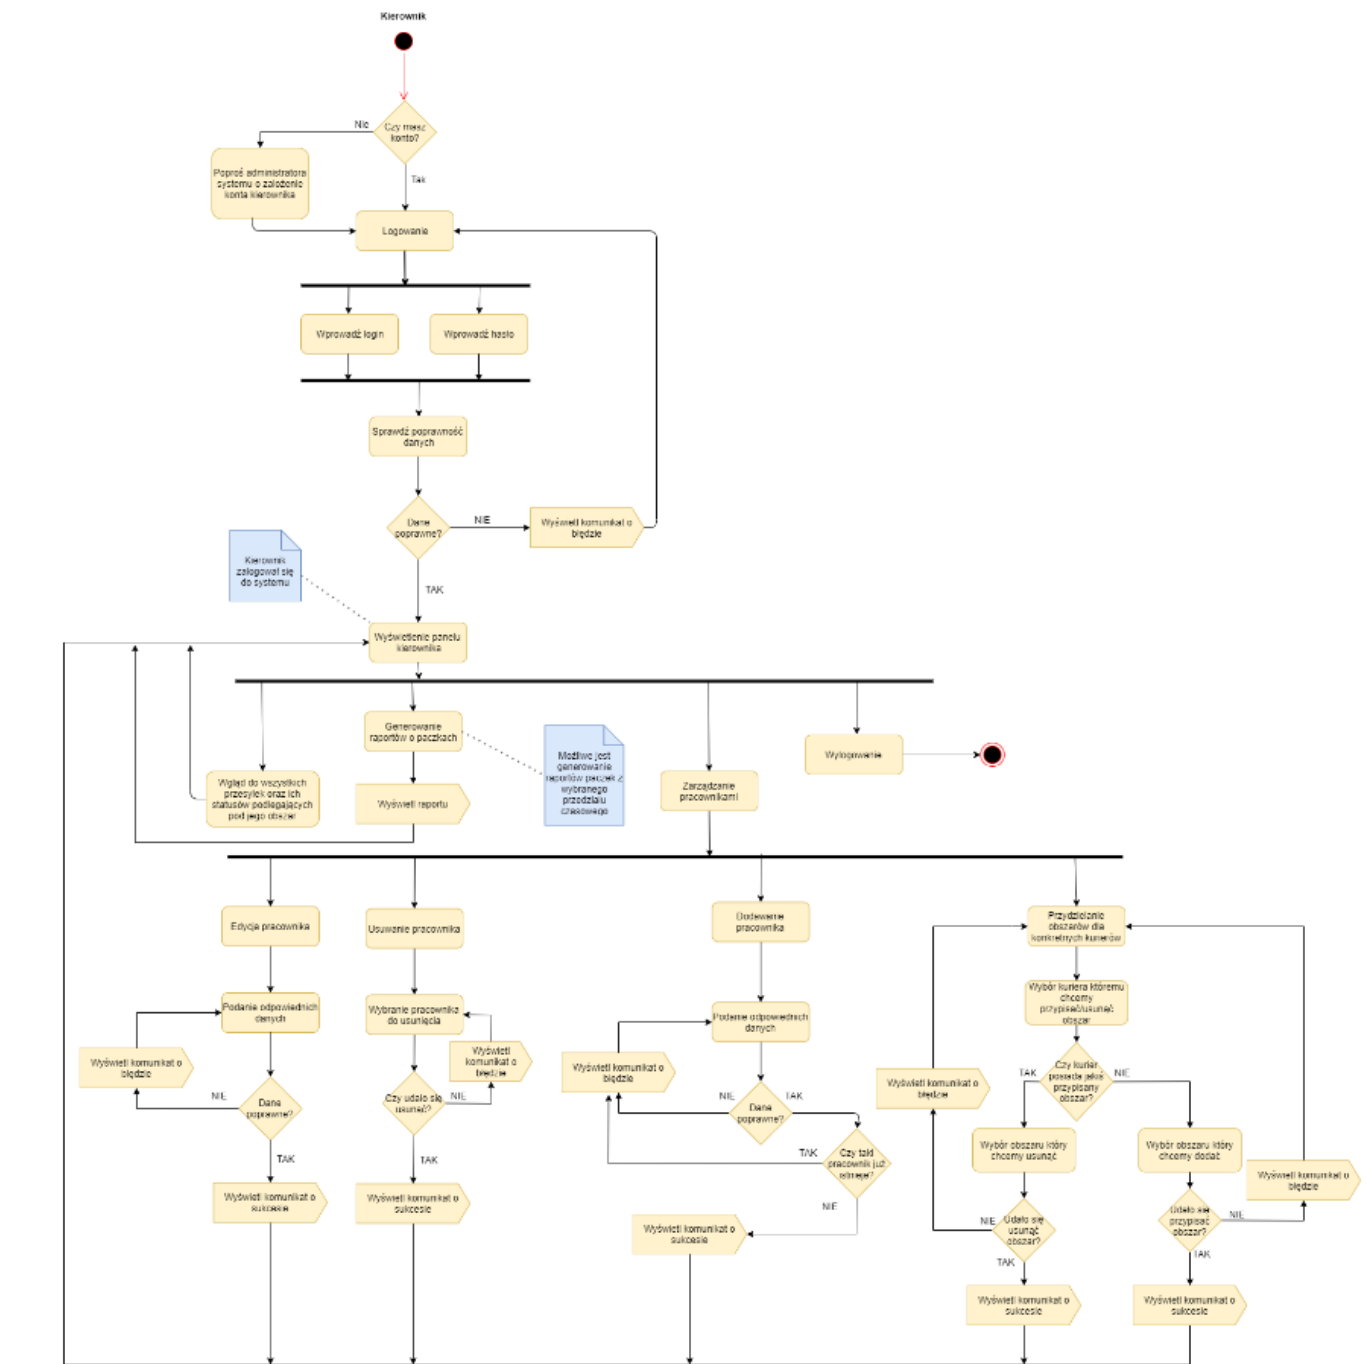 Kierownik
Czy masz
konto?
Nie
Tak
Poproś administratora
systemu o założenie
konta kierownika
Logowanie
Wprowadź login
Wprowadź hasło
Sprawdź poprawność
danych
Dane
poprawne?
NIE
Wyświetl komunikat o
błędzie
TAK
Kierownik
zalogował się
do systemu
Wyświetlenie panelu
kierownika
Generowanie
raportów o paczkach
Możliwe jest
generowanie
raportów paczek z
wybranego
przedziału
czasowego
Wylogowanie
Wgląd do wszystkich
przesyłek oraz ich
statusów podlegających
pod jego obszar
Wyświetl raportu
Zarządzanie
pracownikami
Edycja pracownika
Usuwanie pracownika
Dodawanie
pracownika
Przydzielanie
obszarów dla
konkretnych kurierów
Podanie odpowiednich
danych
Wybranie pracownika
do usunięcia
Podanie odpowiednich
danych
Wybór kuriera któremu
chcemy
przypisać/usunąć
obszar
Wyświetl komunikat o
błędzie
Wyświetl
komunikat o
błędzie
Wyświetl komunikat o
błędzie
Wyświetl komunikat o
błędzie
TAK
Czy kurier
posiada jakiś
przypisany
obszar?
NIE
NIE
Dane
poprawne?
Czy udało się
usunąć?
NIE
NIE
Dane
poprawne?
TAK
TAK
TAK
TAK
Czy taki
pracownik już
istnieje?
NIE
Wybór obszaru który
chcemy usunąć
Wybór obszaru który
chcemy dodać
Wyświetl komunikat o
błędzie
Wyświetl komunikat o
sukcesie
Wyświetl komunikat o
sukcesie
Wyświetl komunikat o
sukcesie
NIE
Udało się
usunąć
obszar?
TAK
Udało się
przypisać
obszar?
NIE
TAK
Wyświetl komunikat o
sukcesie
Wyświetl komunikat o
sukcesie